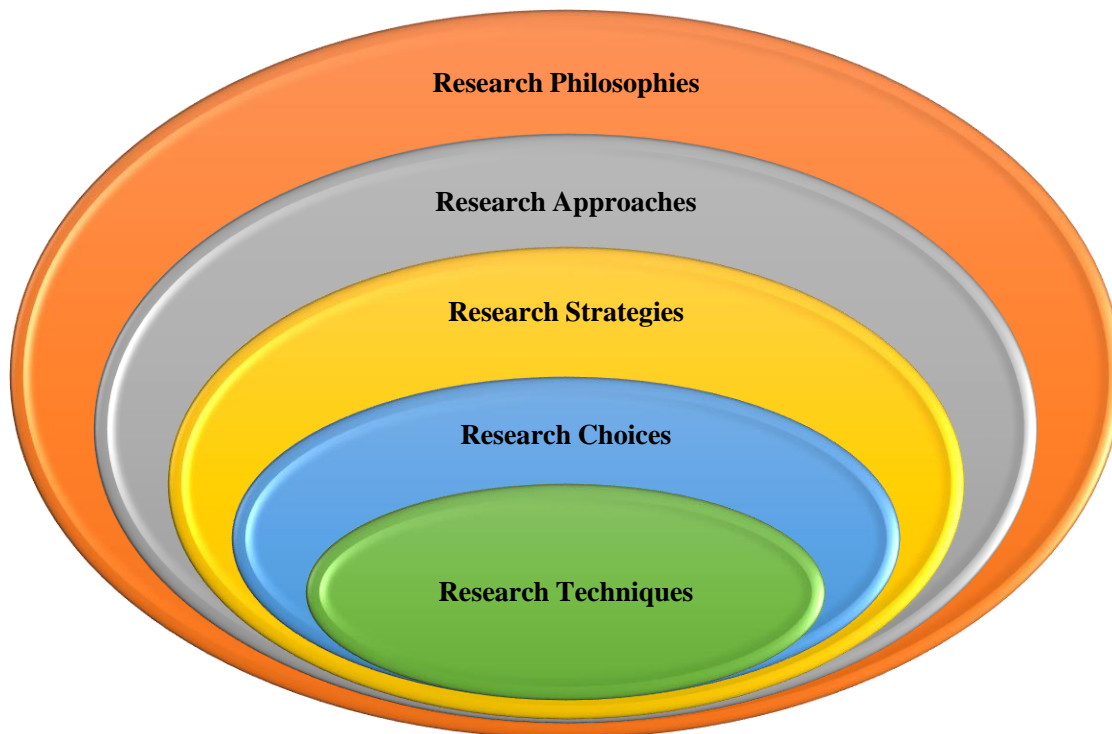 Research Philosophies
Research Approaches
Research Strategies
Research Choices
Research Techniques